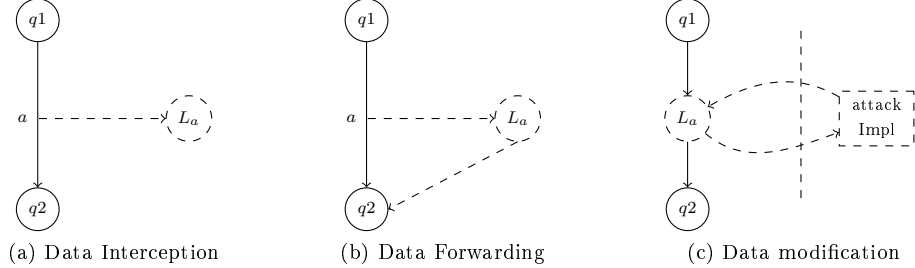 q1
a
L_a
q2
(a) Data Interception
q1
a
L_a
q2
(b) Data Forwarding
q1
L_a
attack
Impl
q2
(c) Data modification